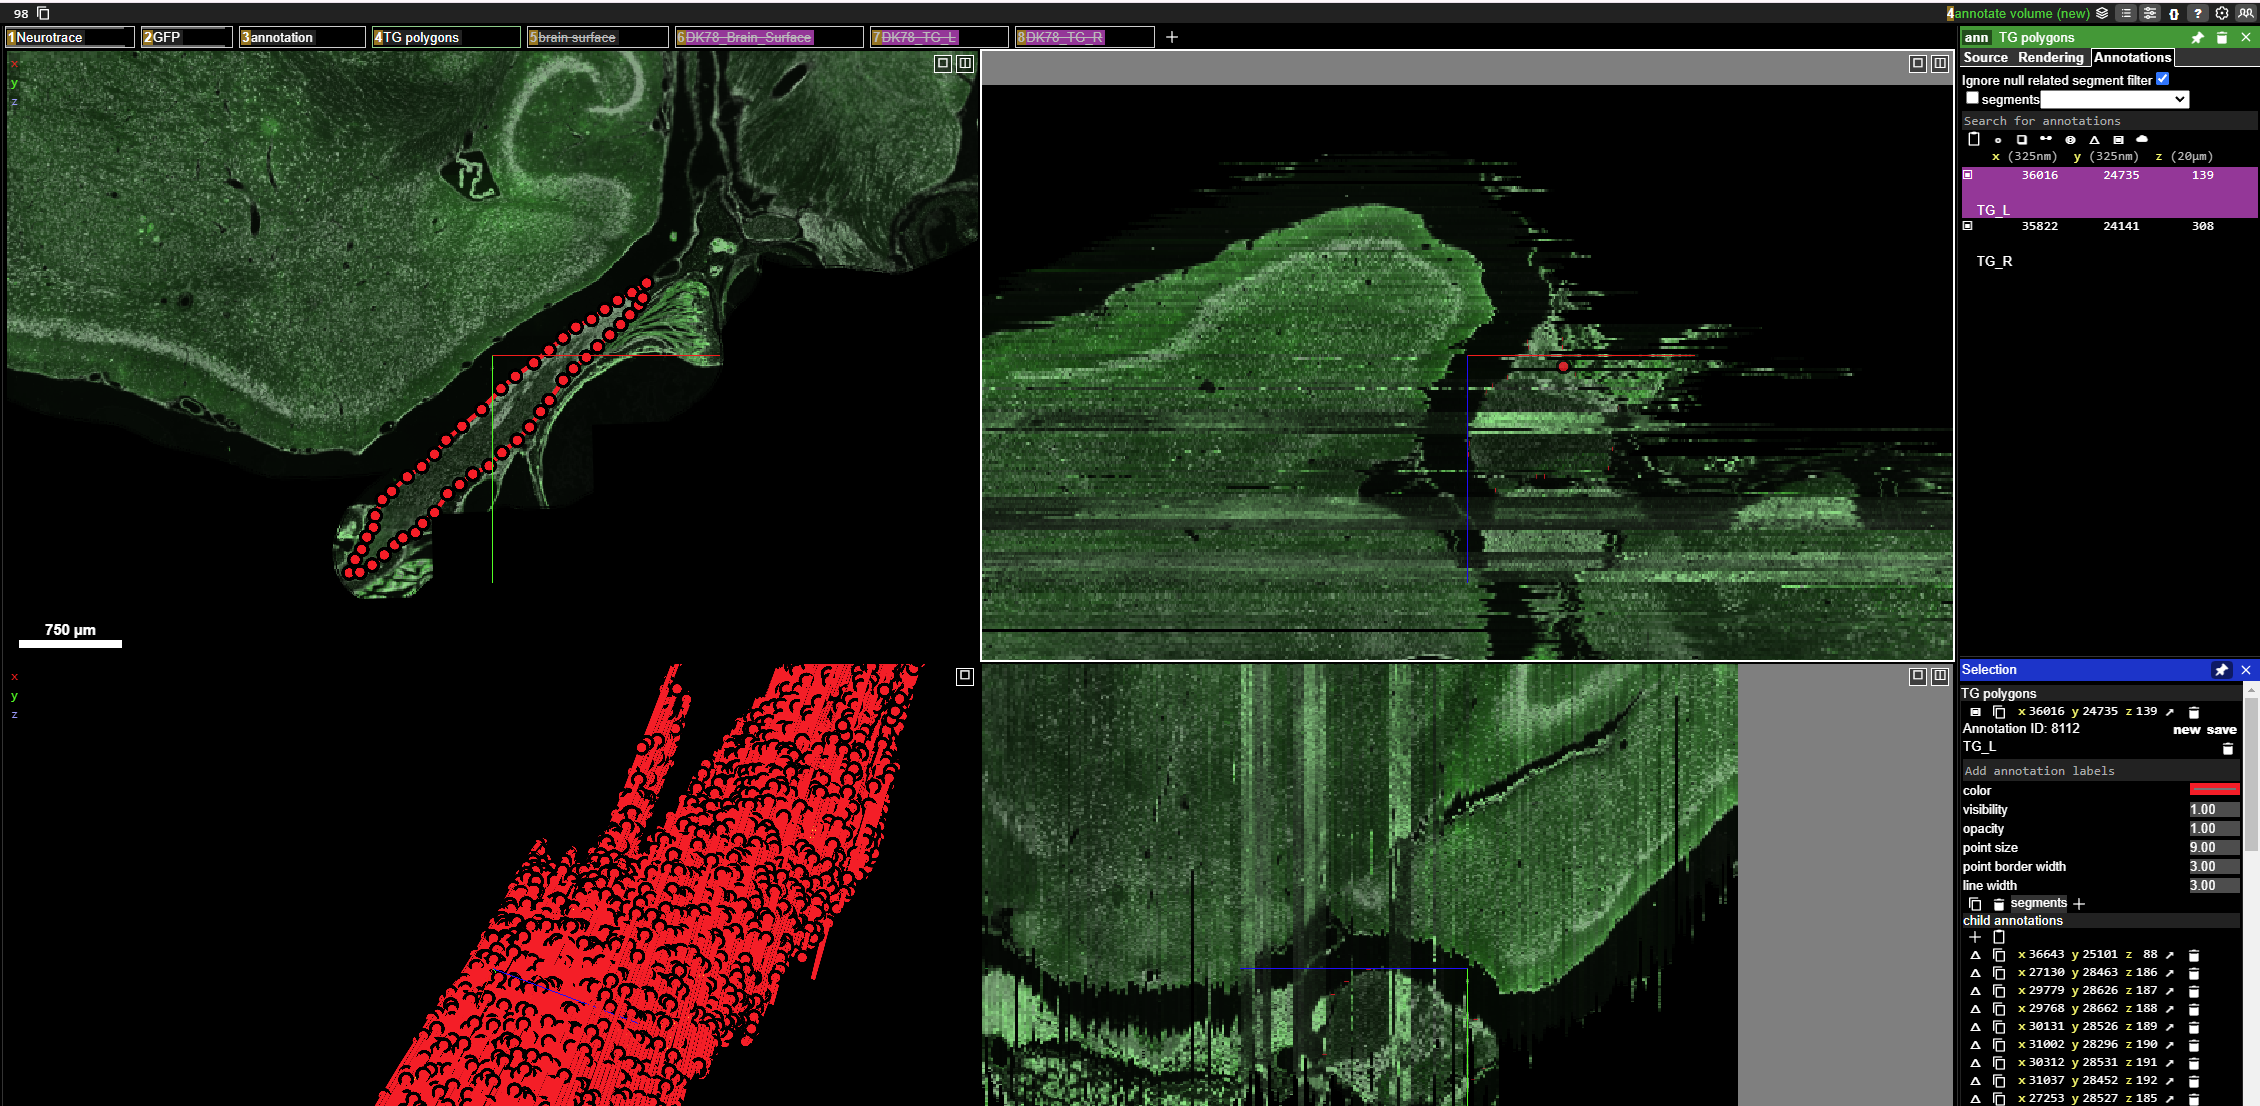 98
4annotate volume (new) {} ?
1Neurotrace 2GFP 3annotation 4TG polygons 5brain surface 6DK78_Brain_Surface 7DK78_TG_L 8DK78_TG_R +
ann TG polygons
Source Rendering Annotations
Ignore null related segment filter
segments
Search for annotations
x (325nm) y (325nm) z (20µm)
36016 24735 139
TG_L
35822 24141 308
TG_R
x
y
z
750 µm
x
y
z
Selection
TG polygons
x 36016 y 24735 z 139
Annotation ID: 8112 new save
TG_L
Add annotation labels
color
visibility 1.00
opacity 1.00
point size 9.00
point border width 3.00
line width 3.00
segments +
child annotations
x 36643 y 25101 z 88
x 27130 y 28463 z 186
x 29779 y 28626 z 187
x 29768 y 28662 z 188
x 30131 y 28526 z 189
x 31002 y 28296 z 190
x 30312 y 28531 z 191
x 31037 y 28452 z 192
x 27253 y 28527 z 185